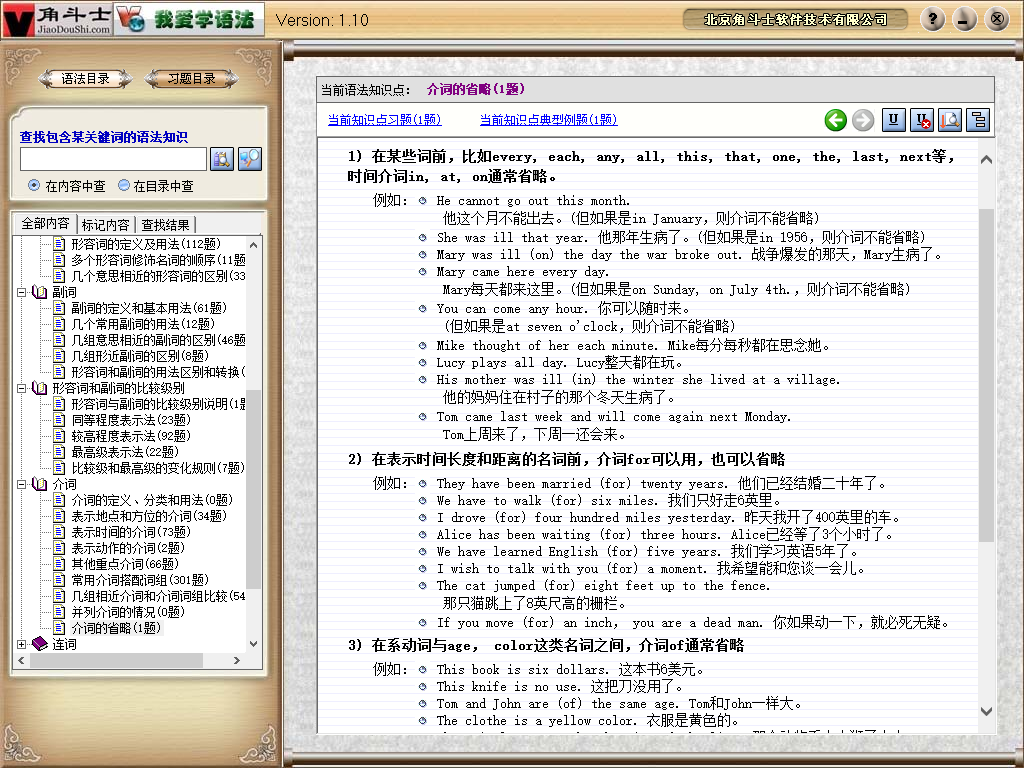 角斗士
JiaoDouShi.com
我爱学语法
Version: 1.10
北京角斗士软件技术有限公司
语法目录
习题目录
查找包含某关键词的语法知识
在内容中查
在目录中查
全部内容
标记内容
查找结果
形容词的定义及用法(112题)
多个形容词修饰名词的顺序(11题
几个意思相近的形容词的区别(33
副词
副词的定义和基本用法(61题)
几个常用副词的用法(12题)
几组意思相近的副词的区别(46题
几组形近副词的区别(8题)
形容词和副词的用法区别和转换(
形容词和副词的比较级别
形容词与副词的比较级别说明(1题
同等程度表示法(23题)
较高程度表示法(92题)
最高级表示法(22题)
比较级和最高级的变化规则(7题)
介词
介词的定义、分类和用法(0题)
表示地点和方位的介词(34题)
表示时间的介词(73题)
表示动作的介词(2题)
其他重点介词(66题)
常用介词搭配词组(301题)
几组相近介词和介词词组比较(54
并列介词的情况(0题)
介词的省略(1题)
连词
当前语法知识点： 介词的省略(1题)
当前知识点习题(1题)
当前知识点典型例题(1题)
1) 在某些词前，比如every, each, any, all, this, that, one, the, last, next等，
时间介词in, at, on通常省略。
例如： He cannot go out this month.
他这个月不能出去。(但如果是in January，则介词不能省略)
She was ill that year. 他那年生病了。(但如果是in 1956，则介词不能省略)
Mary was ill (on) the day the war broke out. 战争爆发的那天，Mary生病了。
Mary came here every day.
Mary每天都来这里。(但如果是on Sunday, on July 4th.，则介词不能省略)
You can come any hour. 你可以随时来。
(但如果是at seven o'clock，则介词不能省略)
Mike thought of her each minute. Mike每分每秒都在思念她。
Lucy plays all day. Lucy整天都在玩。
His mother was ill (in) the winter she lived at a village.
他的妈妈住在村子的那个冬天生病了。
Tom came last week and will come again next Monday.
Tom上周来了，下周一还会来。
2) 在表示时间长度和距离的名词前，介词for可以用，也可以省略
例如： They have been married (for) twenty years. 他们已经结婚二十年了。
We have to walk (for) six miles. 我们只好走6英里。
I drove (for) four hundred miles yesterday. 昨天我开了400英里的车。
Alice has been waiting (for) three hours. Alice已经等了3个小时了。
We have learned English (for) five years. 我们学习英语5年了。
I wish to talk with you (for) a moment. 我希望能和您谈一会儿。
The cat jumped (for) eight feet up to the fence.
那只猫跳上了8英尺高的栅栏。
If you move (for) an inch, you are a dead man. 你如果动一下，就必死无疑。
3) 在系动词与age， color这类名词之间，介词of通常省略
例如： This book is six dollars. 这本书6美元。
This knife is no use. 这把刀没用了。
Tom and John are (of) the same age. Tom和John一样大。
The clothe is a yellow color. 衣服是黄色的。